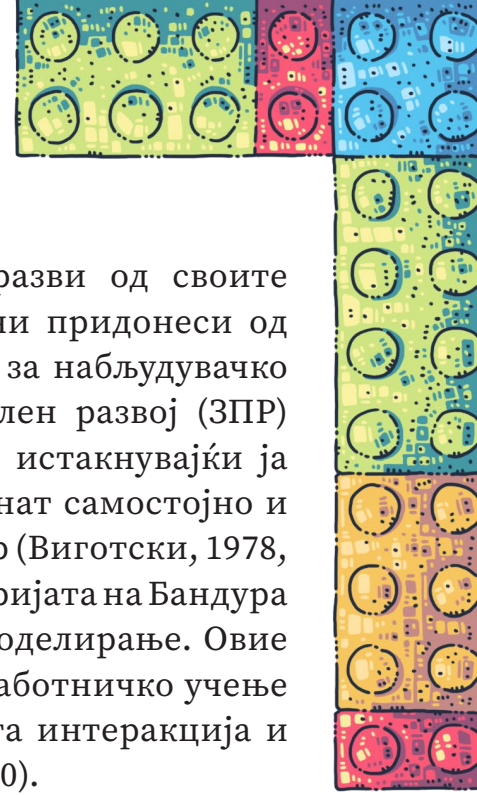 разви од своите
ни придонеси од
за набљудувачко
лен развој (ЗПР)
истакнувајќи ја
нат самостојно и
р (Виготски, 1978,
ријата на Бандура
оделирање. Овие
аботничко учење
та интеракција и
0).